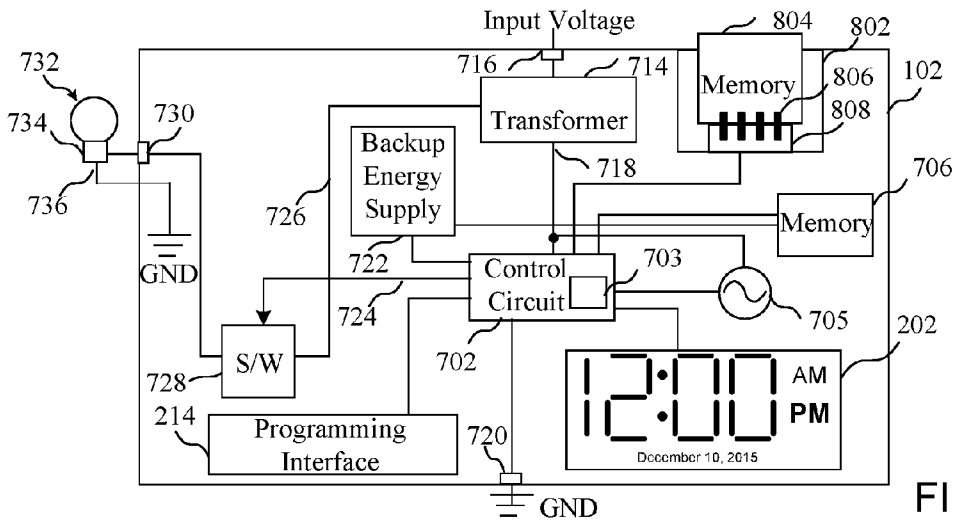 Input Voltage
804
802
732
716
714
Memory
806
102
734
730
Transformer
808
Backup
Energy
Supply
718
706
736
726
Memory
722
Control
Circuit
703
GND
724
702
705
202
S/W
12:00
AM
PM
728
214
Programming
Interface
720
December 10, 2015
GND
FI